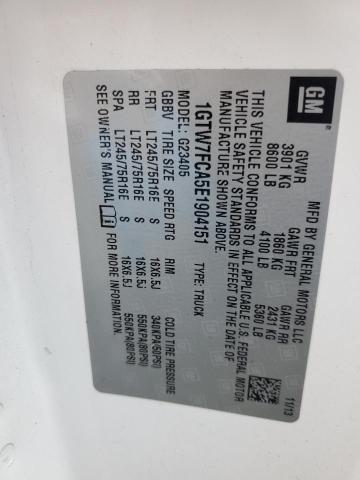 GM
MFD BY GENERAL MOTORS LLC
GVWR GAWR FRT GAWR RR
3901 KG 1860 KG 2431 KG
8600 LB 4100 LB 5360 LB
THIS VEHICLE CONFORMS TO ALL APPLICABLE U.S. FEDERAL MOTOR
VEHICLE SAFETY STANDARDS IN EFFECT ON THE DATE OF
MANUFACTURE SHOWN ABOVE.
11/13
1GTW7FCA5E1904151 TYPE: TRUCK
GBBV MODEL: G23405
TIRE SIZE SPEED RTG RIM COLD TIRE PRESSURE
FRT LT245/75R16E S 16X6.5J 340KPA(50PSI)
RR LT245/75R16E S 16X6.5J 550KPA(80PSI)
SPA LT245/75R16E S 16X6.5J 550KPA(80PSI)
SEE OWNER'S MANUAL FOR MORE INFORMATION.